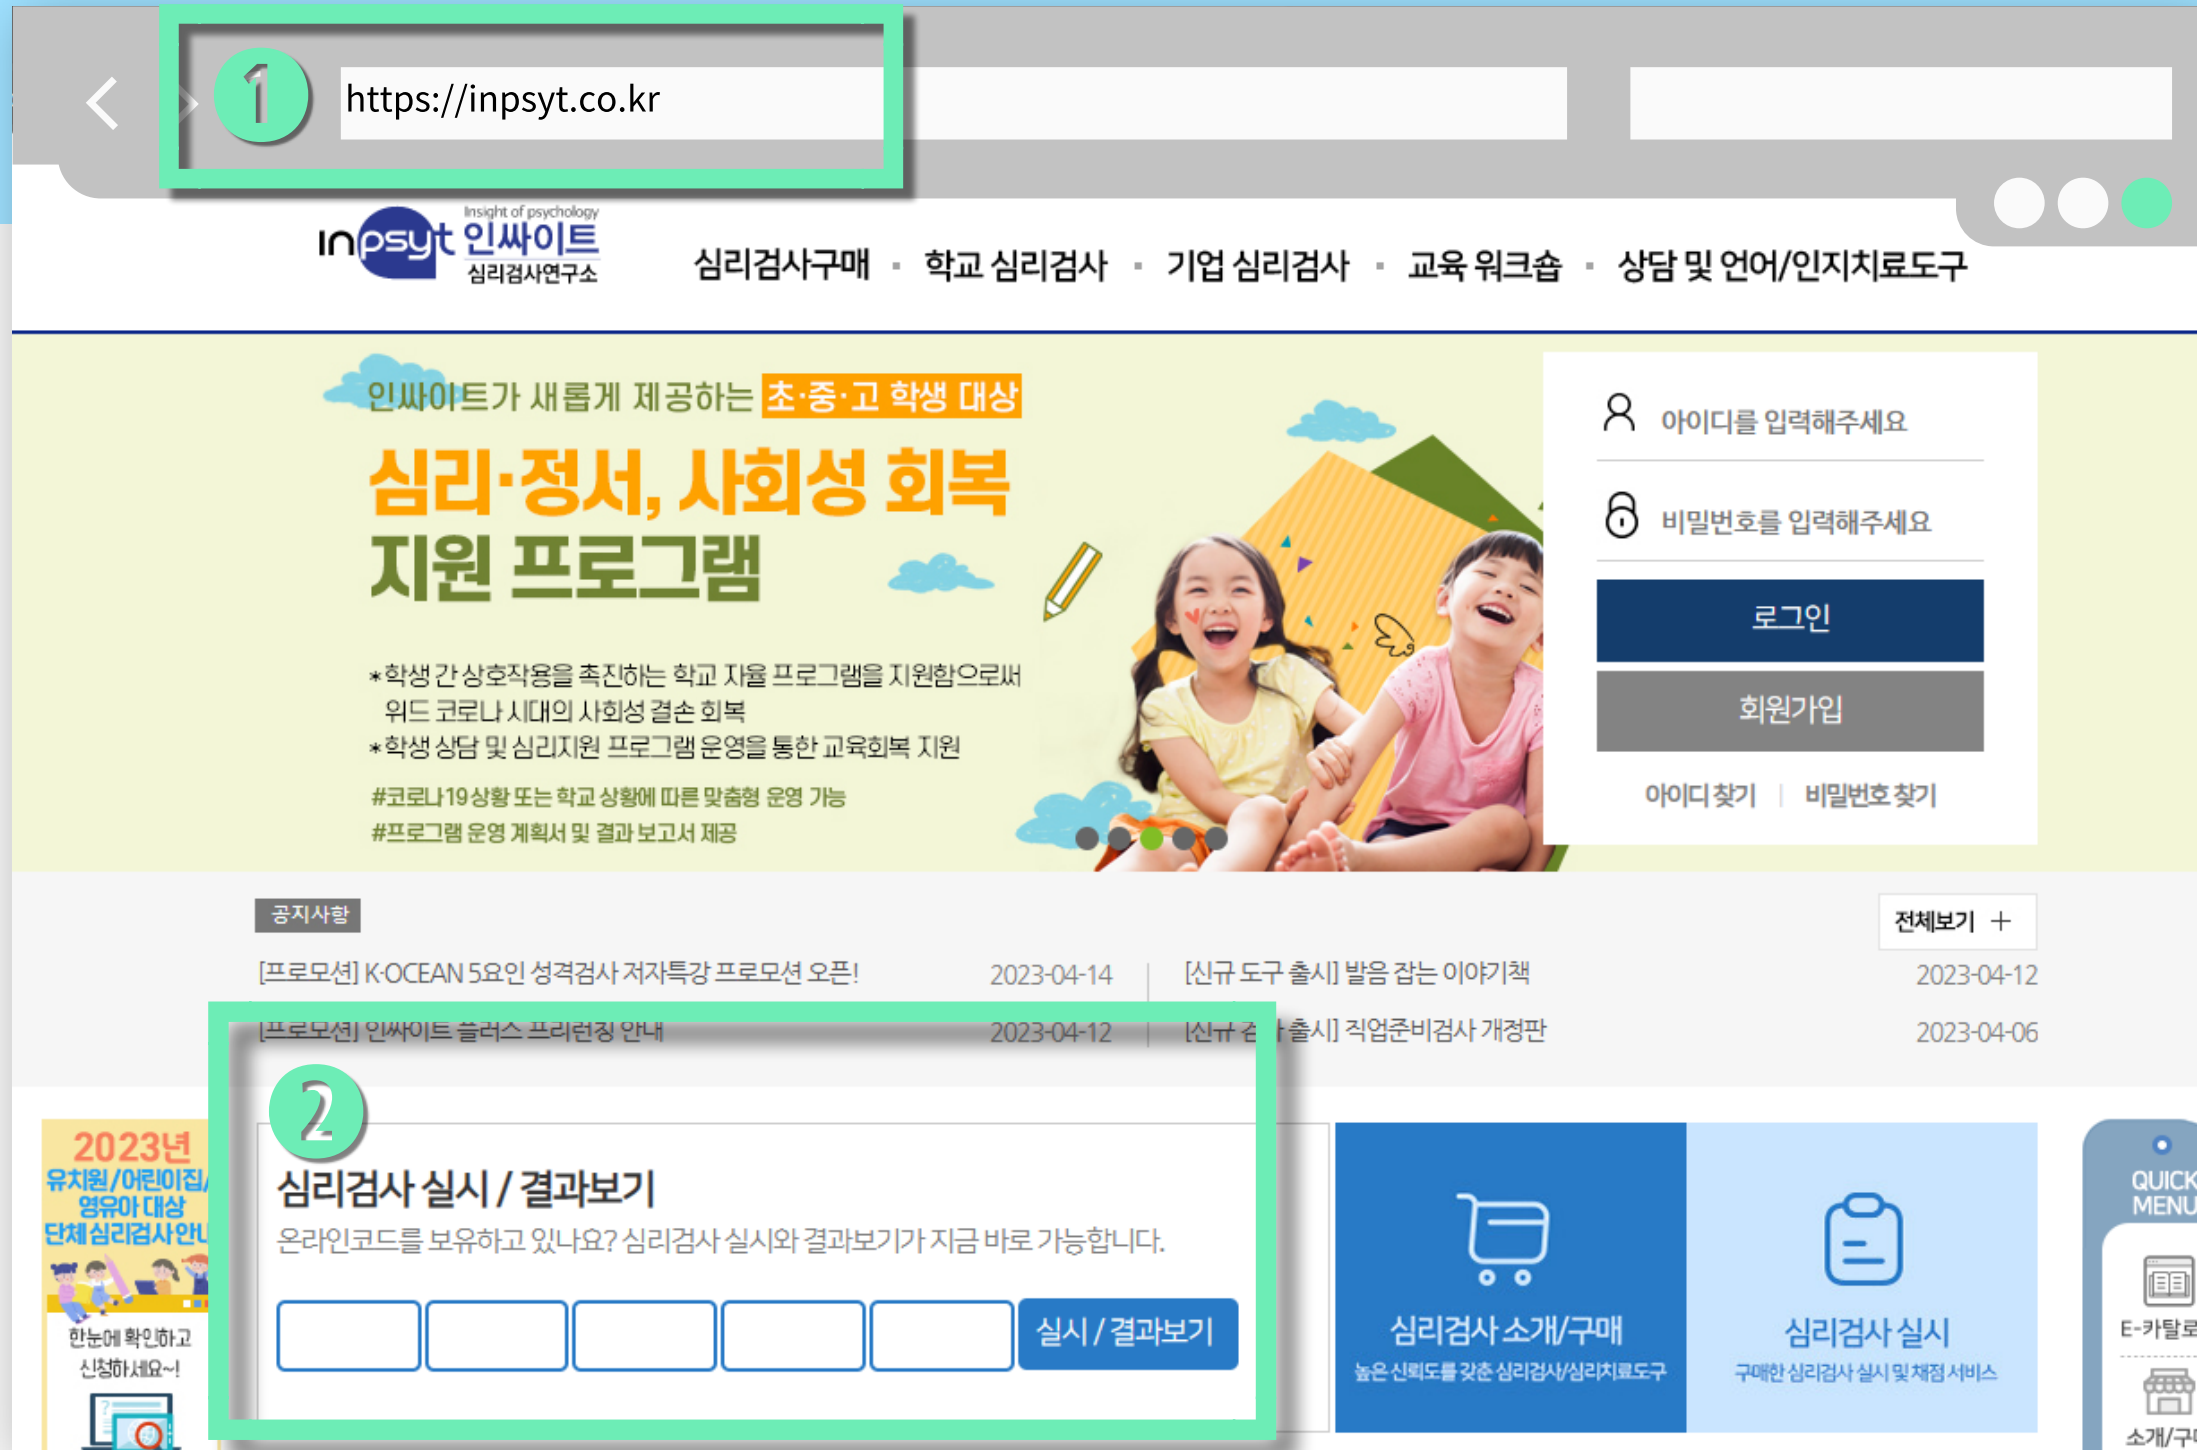 1
https://inpsyt.co.kr
Insight of psychology
inpsyt 인싸이트
심리검사연구소
심리검사구매 · 학교 심리검사 · 기업 심리검사 · 교육 워크숍 · 상담 및 언어/인지치료도구
인싸이트가 새롭게 제공하는 초·중·고 학생 대상
심리·정서, 사회성 회복
지원 프로그램
*학생 간 상호작용을 촉진하는 학교 자율 프로그램을 지원함으로써
위드 코로나 시대의 사회성 결손 회복
*학생 상담 및 심리지원 프로그램 운영을 통한 교육회복 지원
#코로나19 상황 또는 학교 상황에 따른 맞춤형 운영 가능
#프로그램 운영 계획서 및 결과 보고서 제공
아이디를 입력해주세요
비밀번호를 입력해주세요
로그인
회원가입
아이디 찾기 | 비밀번호 찾기
공지사항
전체보기 +
[프로모션] K-OCEAN 5요인 성격검사 저자특강 프로모션 오픈! 2023-04-14
[신규 도구 출시] 발음 잡는 이야기책 2023-04-12
[프로모션] 인싸이트 플러스 프리런칭 안내 2023-04-12
[신규 검사 출시] 직업준비검사 개정판 2023-04-06
2
2023년
유치원/어린이집/
영유아 대상
단체 심리검사 안내
한눈에 확인하고
신청하세요~!
심리검사 실시 / 결과보기
온라인코드를 보유하고 있나요? 심리검사 실시와 결과보기가 지금 바로 가능합니다.
실시 / 결과보기
심리검사 소개/구매
높은 신뢰도를 갖춘 심리검사/심리치료도구
심리검사 실시
구매한 심리검사 실시 및 채점 서비스
QUICK
MENU
E-카탈로
소개/구매